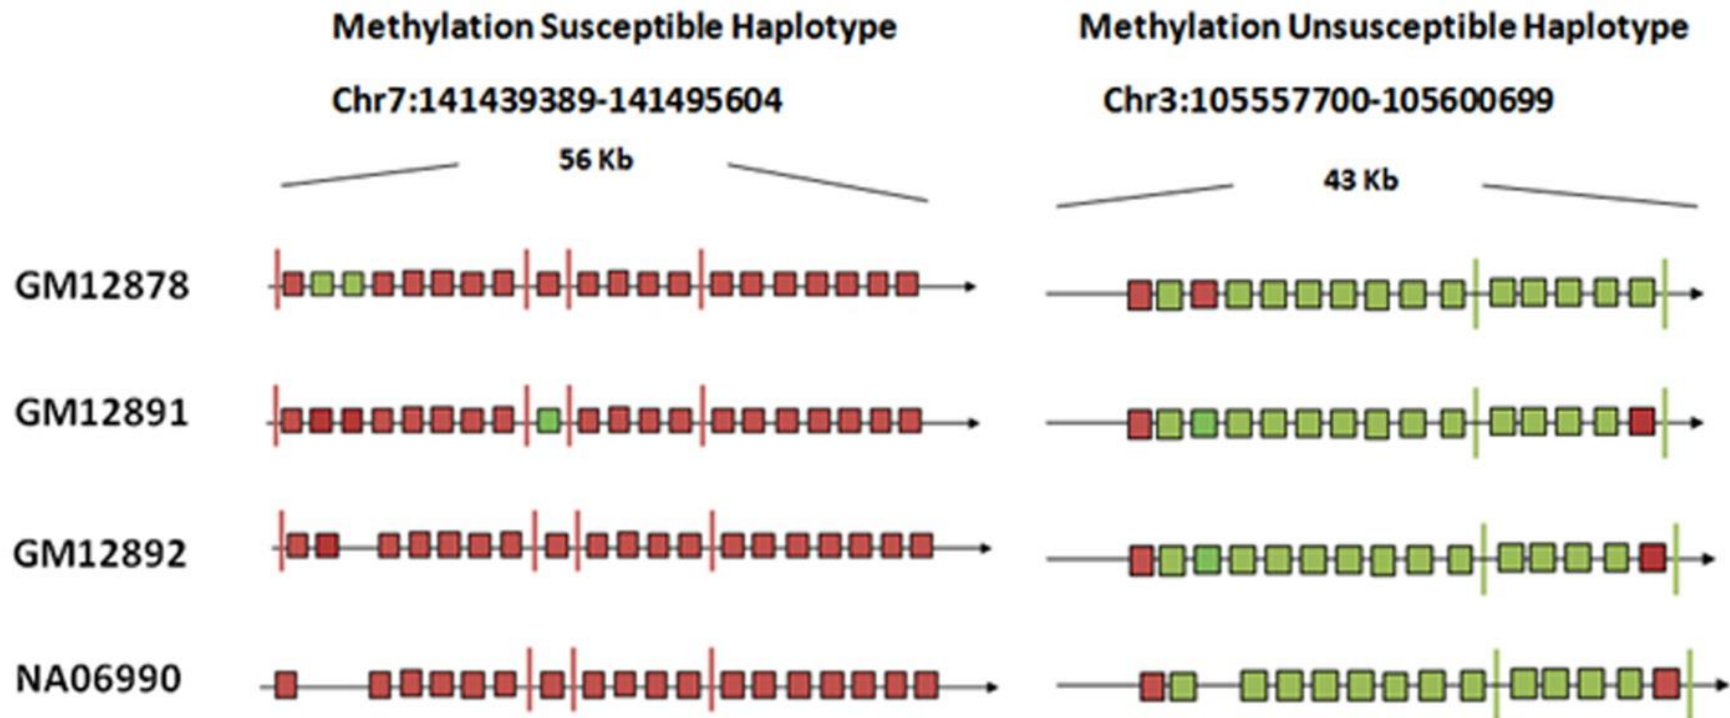 Methylation Susceptible Haplotype
Methylation Unsusceptible Haplotype
Chr7:141439389-141495604
Chr3:105557700-105600699
56 Kb
43 Kb
GM12878
GM12891
GM12892
NA06990